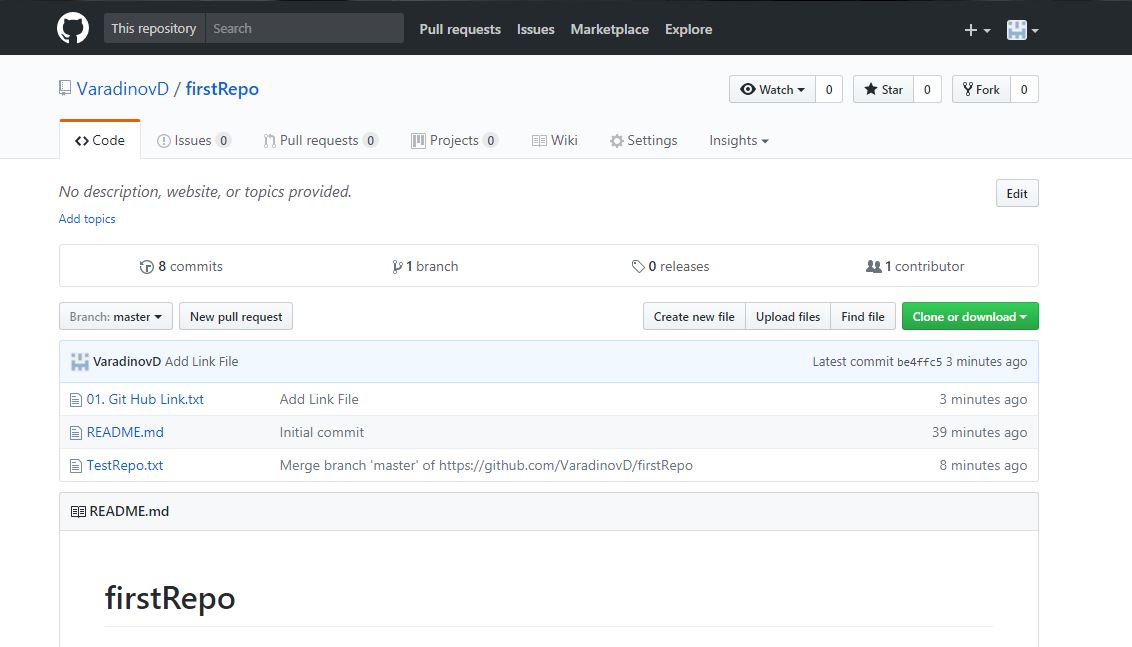 This repository Search Pull requests Issues Marketplace Explore
VaradinovD / firstRepo Watch 0 Star 0 Fork 0
Code Issues 0 Pull requests 0 Projects 0 Wiki Settings Insights
No description, website, or topics provided. Edit
Add topics
8 commits 1 branch 0 releases 1 contributor
Branch: master New pull request Create new file Upload files Find file Clone or download
VaradinovD Add Link File Latest commit be4ffc5 3 minutes ago
01. Git Hub Link.txt Add Link File 3 minutes ago
README.md Initial commit 39 minutes ago
TestRepo.txt Merge branch 'master' of https://github.com/VaradinovD/firstRepo 8 minutes ago
README.md
firstRepo